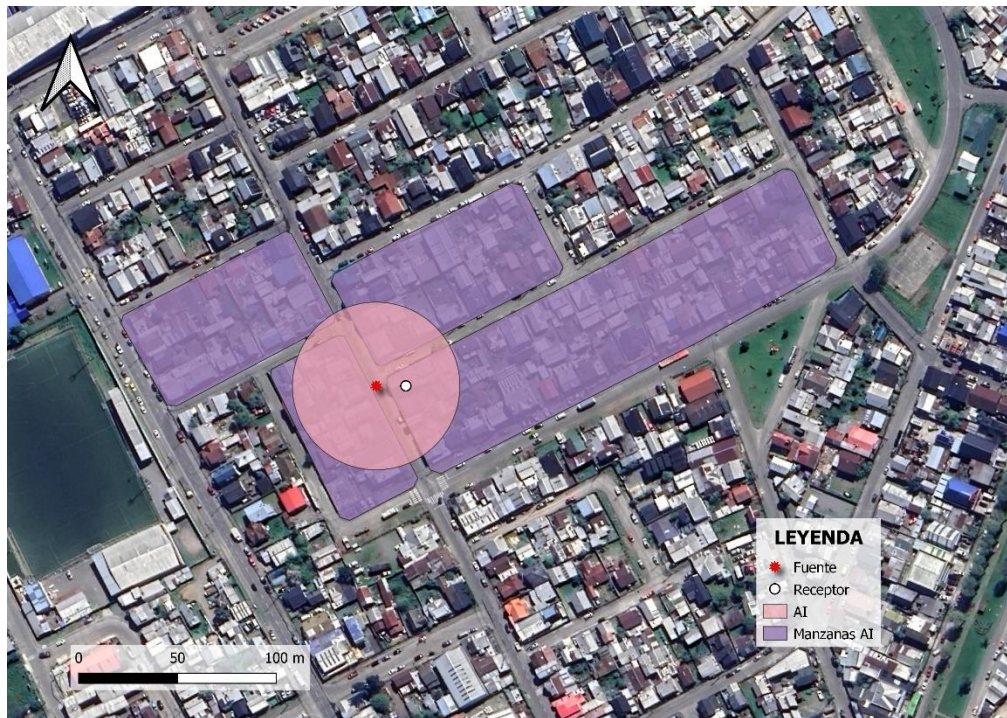 LEYENDA
Fuente
Receptor
AI
Manzanas AI
0 50 100 m